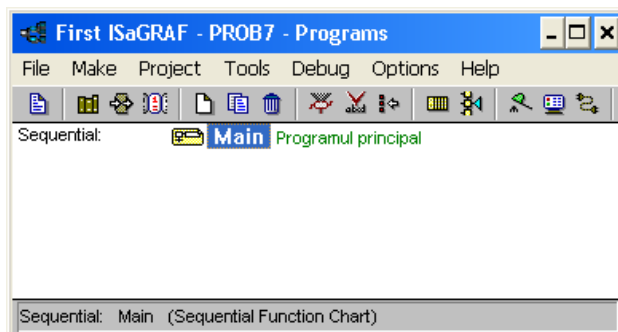 First ISaGRAF - PROB7 - Programs
File Make Project Tools Debug Options Help
Sequential: Main Programul principal
Sequential: Main (Sequential Function Chart)